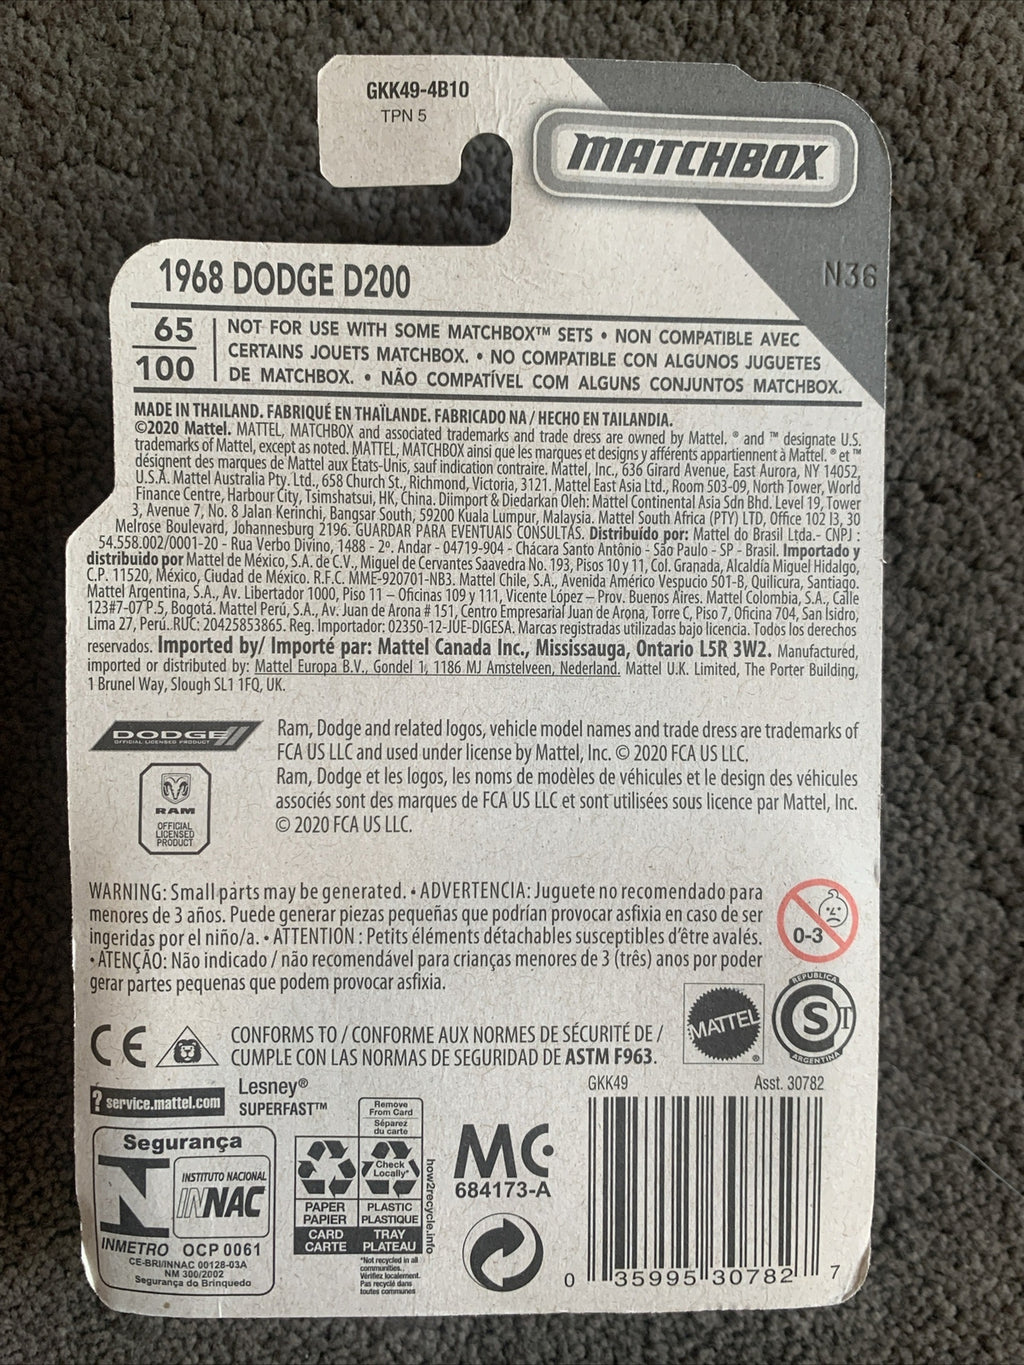 GKK49-4B10
TPN 5
MATCHBOX
N36
1968 DODGE D200
65
100
NOT FOR USE WITH SOME MATCHBOX™ SETS • NON COMPATIBLE AVEC
CERTAINS JOUETS MATCHBOX. • NO COMPATIBLE CON ALGUNOS JUGUETES
DE MATCHBOX. • NÃO COMPATÍVEL COM ALGUNS CONJUNTOS MATCHBOX.
MADE IN THAILAND. FABRIQUÉ EN THAÏLANDE. FABRICADO NA / HECHO EN TAILANDIA.
©2020 Mattel. MATTEL, MATCHBOX and associated trademarks and trade dress are owned by Mattel. ® and ™ designate U.S.
trademarks of Mattel, except as noted. MATTEL, MATCHBOX ainsi que les marques et designs y afférents appartiennent à Mattel. ® et ™
désignent des marques de Mattel aux États-Unis, sauf indication contraire. Mattel, Inc., 636 Girard Avenue, East Aurora, NY 14052,
U.S.A. Mattel Australia Pty. Ltd., 658 Church St., Richmond, Victoria, 3121. Mattel East Asia Ltd., Room 503-09, North Tower, World
Finance Centre, Harbour City, Tsimshatsui, HK, China. Diimport & Diedarkan Oleh: Mattel Continental Asia Sdn Bhd. Level 19, Tower
3, Avenue 7, No. 8 Jalan Kerinchi, Bangsar South, 59200 Kuala Lumpur, Malaysia. Mattel South Africa (PTY) LTD, Office 102 I3, 30
Melrose Boulevard, Johannesburg 2196. GUARDAR PARA EVENTUAIS CONSULTAS. Distribuído por: Mattel do Brasil Ltda.- CNPJ :
54.558.002/0001-20 - Rua Verbo Divino, 1488 - 2º. Andar - 04719-904 - Chácara Santo Antônio - São Paulo - SP - Brasil. Importado y
distribuido por Mattel de México, S.A. de C.V., Miguel de Cervantes Saavedra No. 193, Pisos 10 y 11, Col. Granada, Alcaldía Miguel Hidalgo,
C.P. 11520, México, Ciudad de México. R.F.C. MME-920701-NB3. Mattel Chile, S.A., Avenida Américo Vespucio 501-B, Quilicura, Santiago.
Mattel Argentina, S.A., Av. Libertador 1000, Piso 11 – Oficinas 109 y 111, Vicente López – Prov. Buenos Aires. Mattel Colombia, S.A., Calle
123#7-07 P.5, Bogotá. Mattel Perú, S.A., Av. Juan de Arona # 151, Centro Empresarial Juan de Arona, Torre C, Piso 7, Oficina 704, San Isidro,
Lima 27, Perú. RUC: 20425853865. Reg. Importador: 02350-12-JUE-DIGESA. Marcas registradas utilizadas bajo licencia. Todos los derechos
reservados. Imported by/ Importé par: Mattel Canada Inc., Mississauga, Ontario L5R 3W2. Manufactured,
imported or distributed by: Mattel Europa B.V., Gondel 1, 1186 MJ Amstelveen, Nederland. Mattel U.K. Limited, The Porter Building,
1 Brunel Way, Slough SL1 1FQ, UK.
DODGE
OFFICIAL LICENSED PRODUCT
Ram, Dodge and related logos, vehicle model names and trade dress are trademarks of
FCA US LLC and used under license by Mattel, Inc. © 2020 FCA US LLC.
Ram, Dodge et les logos, les noms de modèles de véhicules et le design des véhicules
associés sont des marques de FCA US LLC et sont utilisées sous licence par Mattel, Inc.
© 2020 FCA US LLC.
RAM
OFFICIAL
LICENSED
PRODUCT
WARNING: Small parts may be generated. • ADVERTENCIA: Juguete no recomendado para
menores de 3 años. Puede generar piezas pequeñas que podrían provocar asfixia en caso de ser
ingeridas por el niño/a. • ATTENTION : Petits éléments détachables susceptibles d'être avalés.
• ATENÇÃO: Não indicado / não recomendável para crianças menores de 3 (três) anos por poder
gerar partes pequenas que podem provocar asfixia.
0-3
CE
CONFORMS TO / CONFORME AUX NORMES DE SÉCURITÉ DE /
CUMPLE CON LAS NORMAS DE SEGURIDAD DE ASTM F963.
MATTEL®
REPUBLICA
S T
ARGENTINA
? service.mattel.com
Lesney®
SUPERFAST™
GKK49
Asst. 30782
Segurança
INSTITUTO NACIONAL
INNAC
INMETRO OCP 0061
CE-BRI/INNAC 00128-03A
NM 300/2002
Segurança do Brinquedo
Remove
From Card
Séparez
du carte
Check
Locally*
PAPER
PAPIER
CARD
CARTE
PLASTIC
PLASTIQUE
TRAY
PLATEAU
*Not recycled in all
communities.
Vérifiez localement.
Pas recyclé dans
toutes communes
how2recycle.info
MC
684173-A
0 35995 30782 7